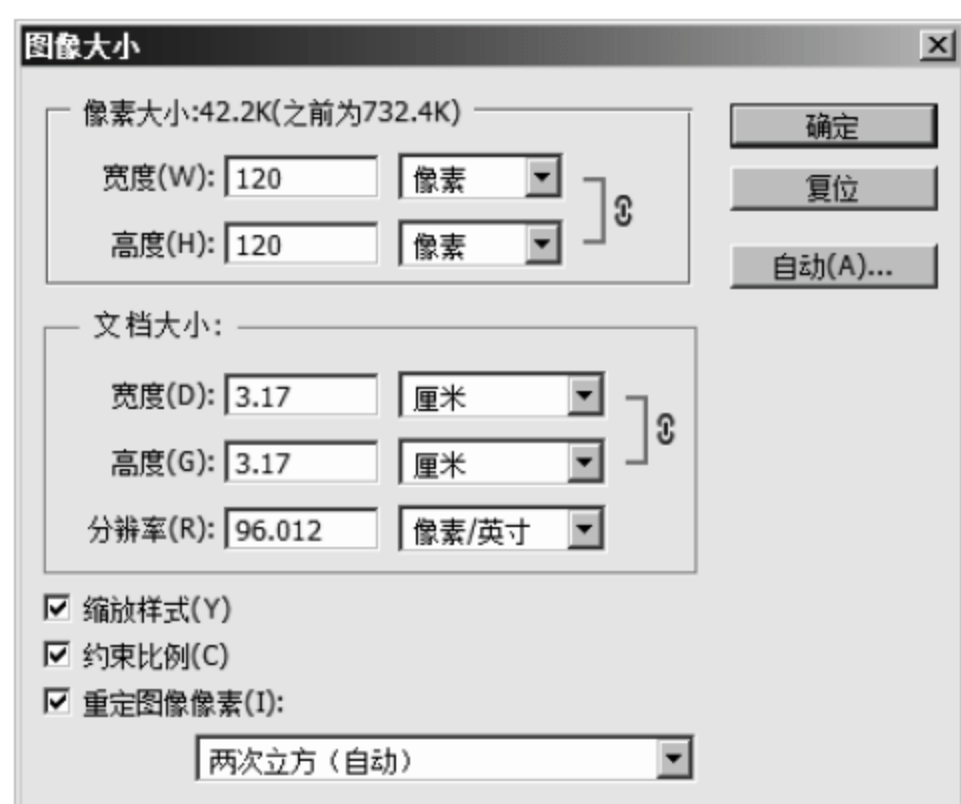 图像大小
像素大小:42.2K(之前为732.4K)
确定
宽度(W): 120 像素
复位
高度(H): 120 像素
自动(A)...
文档大小:
宽度(D): 3.17 厘米
高度(G): 3.17 厘米
分辨率(R): 96.012 像素/英寸
缩放样式(Y)
约束比例(C)
重定图像像素(I):
两次立方（自动）